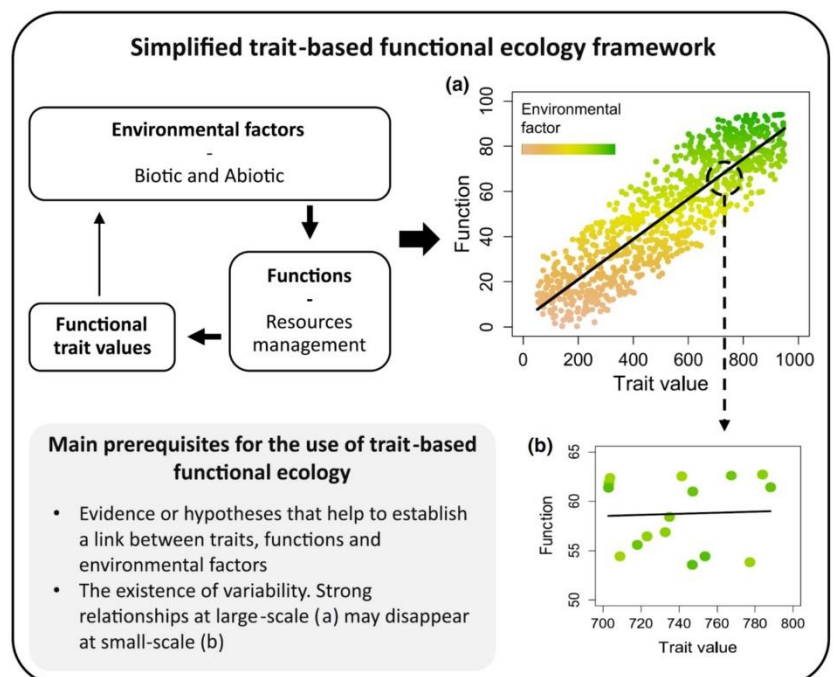 Simplified trait-based functional ecology framework
Environmental factors
-
Biotic and Abiotic
Functions
-
Resources
management
Functional
trait values
(a)
Environmental
factor
Function
100
80
60
40
20
0
0 200 400 600 800 1000
Trait value
Main prerequisites for the use of trait-based
functional ecology
• Evidence or hypotheses that help to establish
a link between traits, functions and
environmental factors
• The existence of variability. Strong
relationships at large-scale (a) may disappear
at small-scale (b)
(b)
Function
65
60
55
50
700 720 740 760 780 800
Trait value